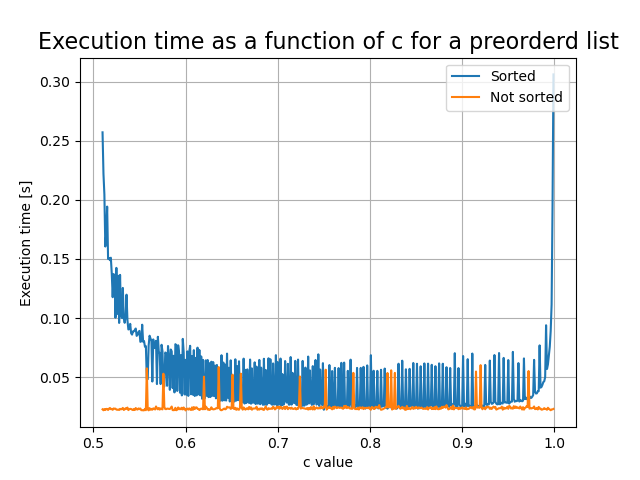 Execution time as a function of c for a preorderd list
Sorted
Not sorted
Execution time [s]
0.30
0.25
0.20
0.15
0.10
0.05
0.5
0.6
0.7
0.8
0.9
1.0
c value